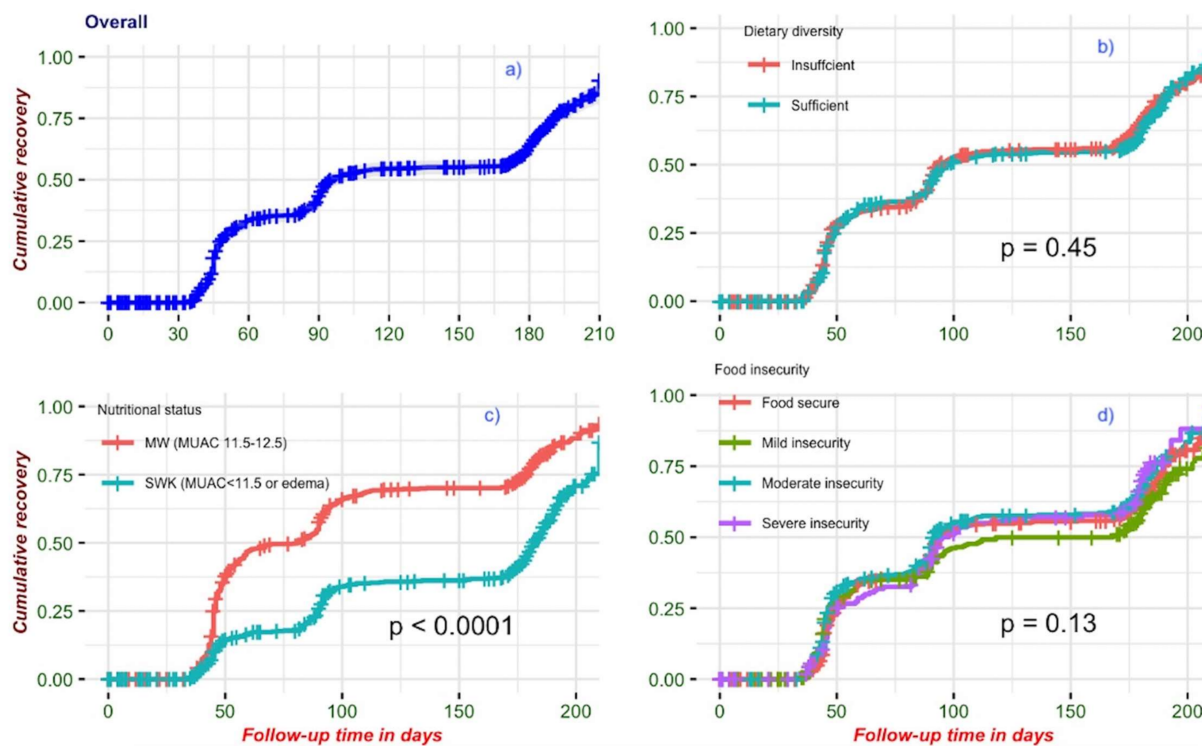 Overall
a)
1.00
0.75
0.50
0.25
0.00
Cumulative recovery
0 30 60 90 120 150 180 210
Dietary diversity
Insuffcient
Sufficient
b)
1.00
0.75
0.50
0.25
0.00
p = 0.45
0 50 100 150 200
Nutritional status
MW (MUAC 11.5-12.5)
SWK (MUAC<11.5 or edema)
c)
1.00
0.75
0.50
0.25
0.00
Cumulative recovery
p < 0.0001
0 50 100 150 200
Follow-up time in days
Food insecurity
Food secure
Mild insecurity
Moderate insecurity
Severe insecurity
d)
1.00
0.75
0.50
0.25
0.00
p = 0.13
0 50 100 150 200
Follow-up time in days